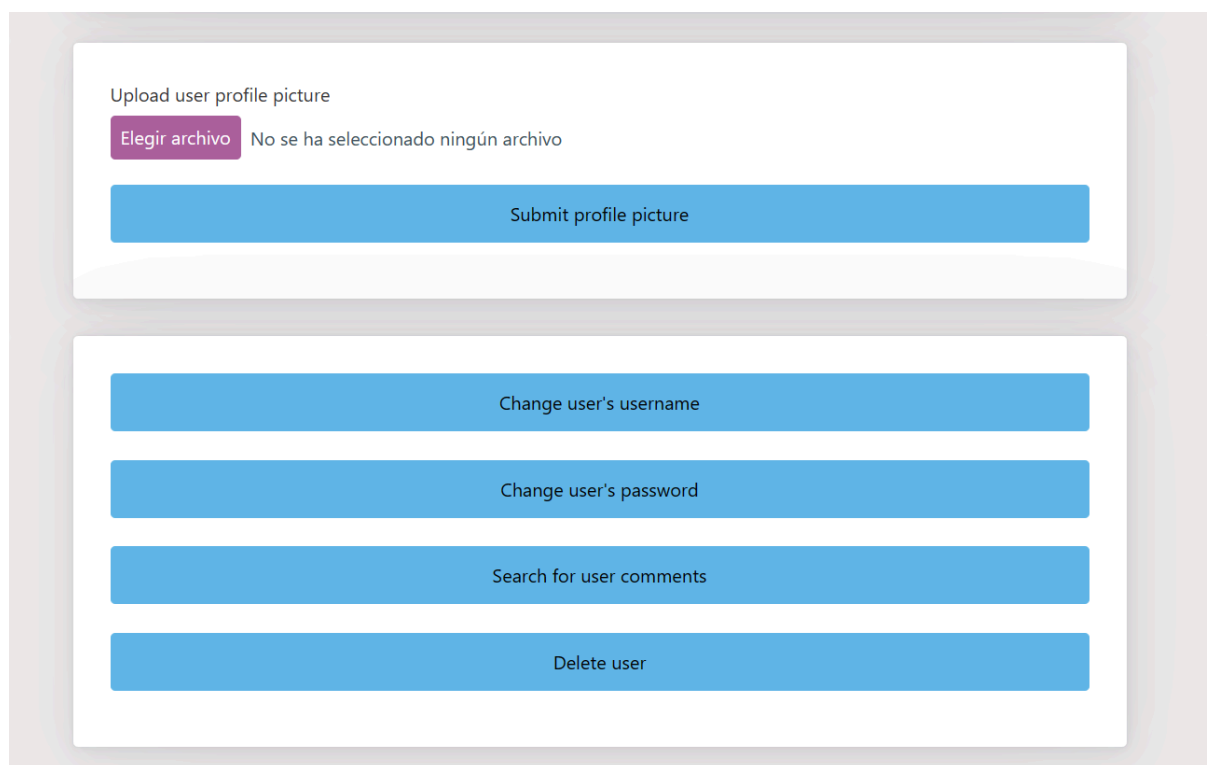 Upload user profile picture
Elegir archivo No se ha seleccionado ningún archivo
Submit profile picture
Change user's username
Change user's password
Search for user comments
Delete user